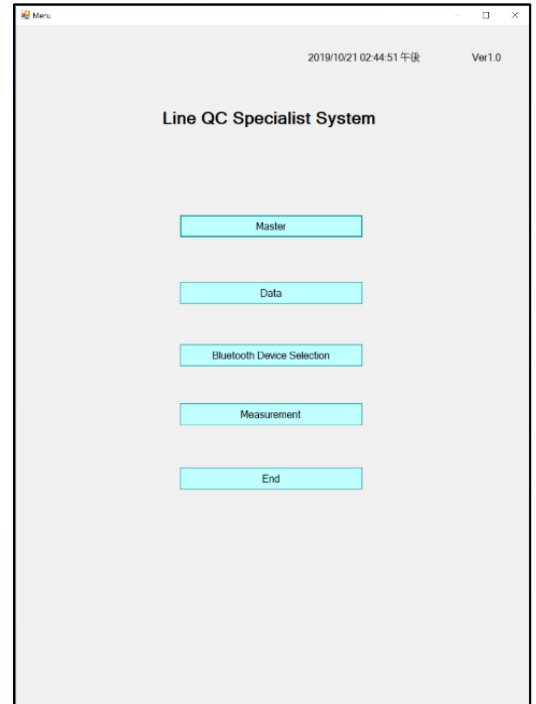 Menu
2019/10/21 02:44:51 午後 Ver1.0
Line QC Specialist System
Master
Data
Bluetooth Device Selection
Measurement
End